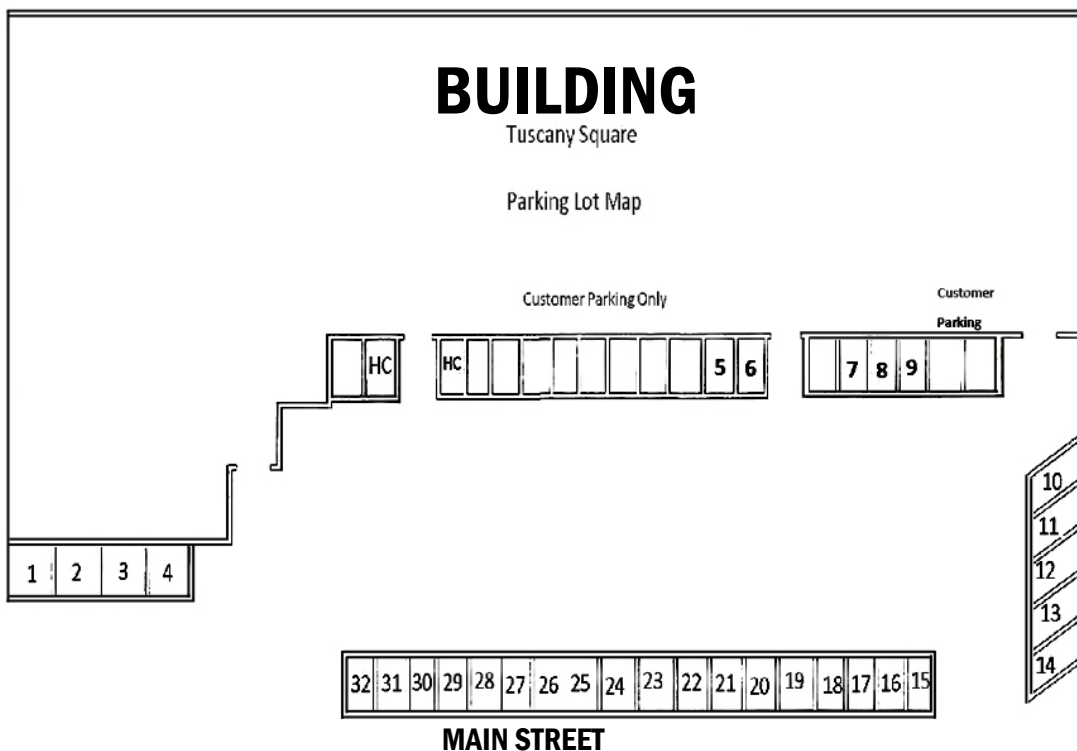 BUILDING
Tuscany Square
Parking Lot Map
Customer Parking Only
Customer
Parking
HC
HC
5 6
7 8 9
10
11
12
13
14
1 2 3 4
32 31 30 29 28 27 26 25 24 23 22 21 20 19 18 17 16 15
MAIN STREET